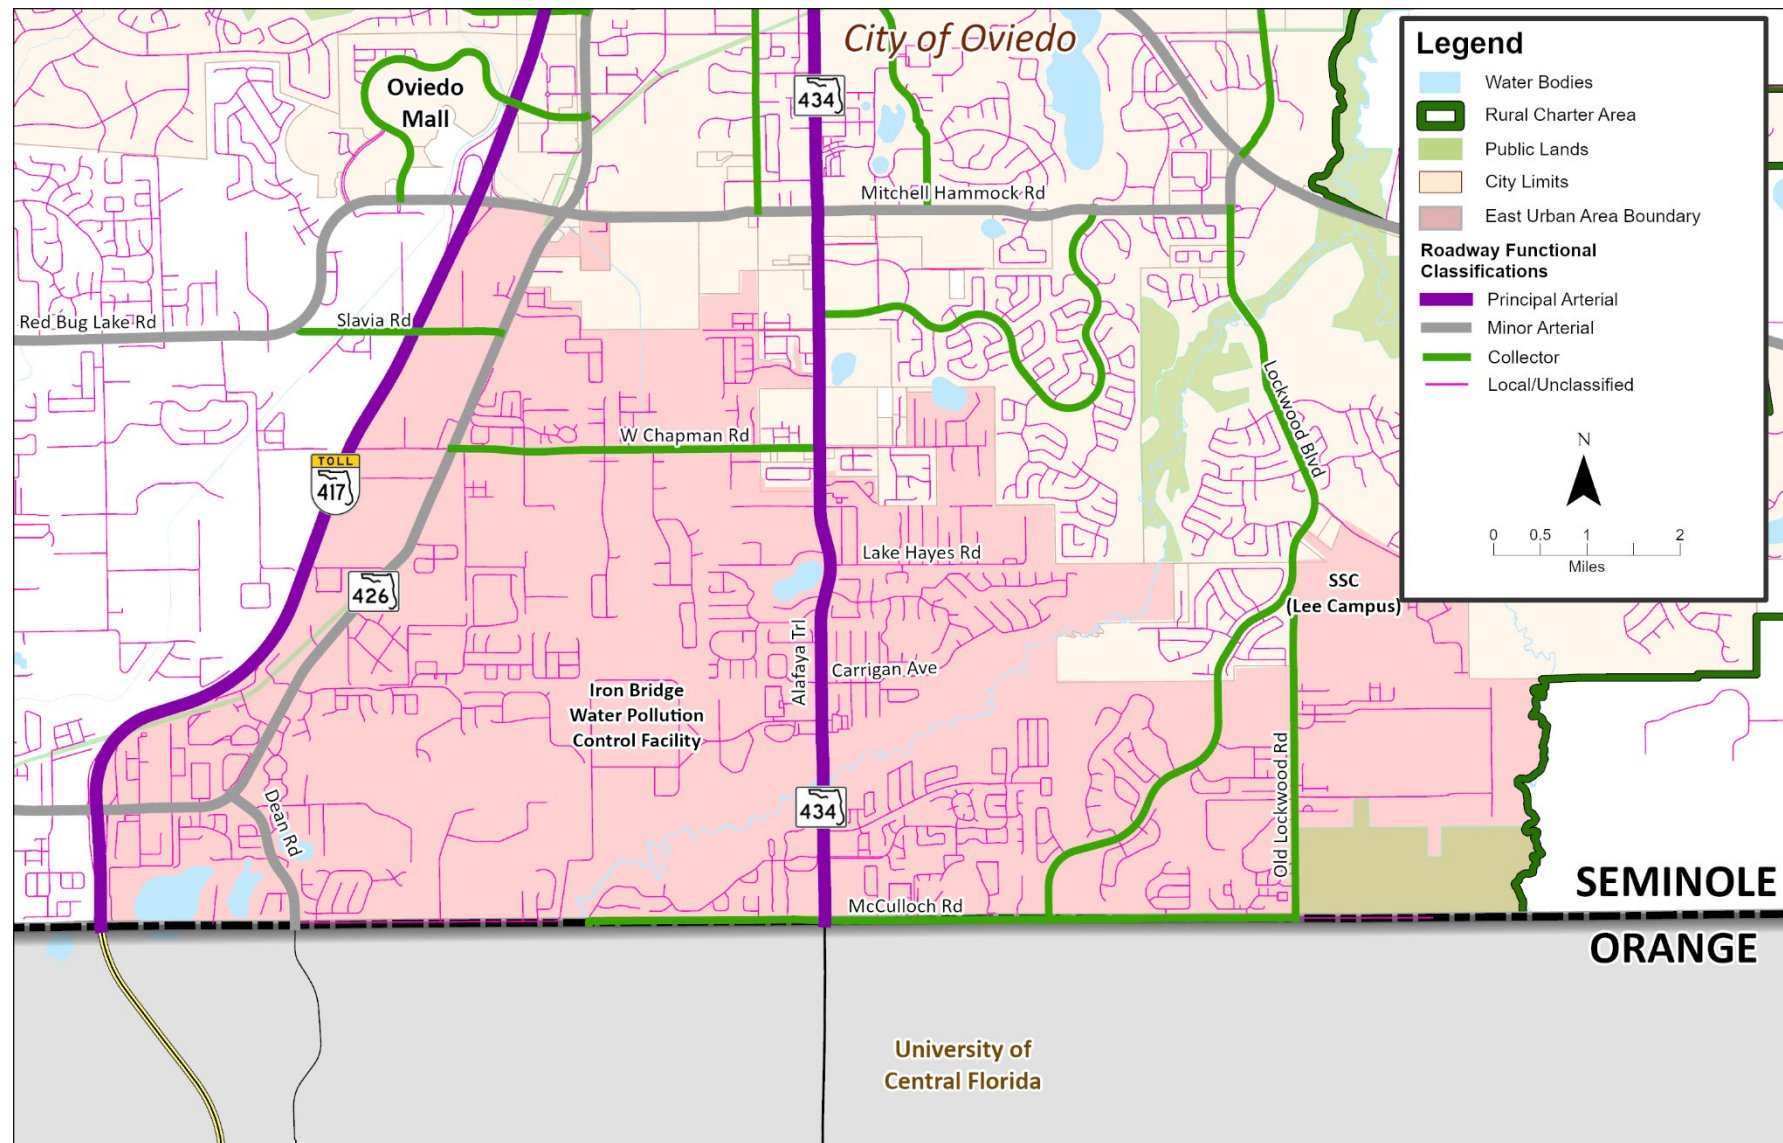 City of Oviedo
Oviedo
Mall
434
Mitchell Hammock Rd
Red Bug Lake Rd
Slavia Rd
Lockwood Blvd
W Chapman Rd
TOLL
417
Lake Hayes Rd
426
SSC
(Lee Campus)
Alafaya Trl
Carrigan Ave
Iron Bridge
Water Pollution
Control Facility
Old Lockwood Rd
434
Dean Rd
McCulloch Rd
SEMINOLE
ORANGE
University of
Central Florida
Legend
Water Bodies
Rural Charter Area
Public Lands
City Limits
East Urban Area Boundary
Roadway Functional
Classifications
Principal Arterial
Minor Arterial
Collector
Local/Unclassified
N
0 0.5 1 2
Miles